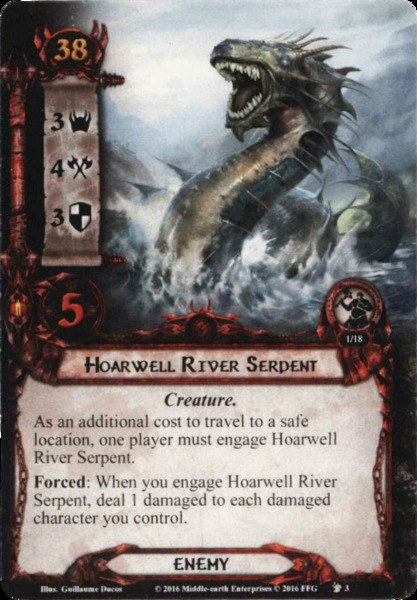 38
3
4
3
5
1/18
Hoarwell River Serpent
Creature.
As an additional cost to travel to a safe
location, one player must engage Hoarwell
River Serpent.
Forced: When you engage Hoarwell River
Serpent, deal 1 damaged to each damaged
character you control.
ENEMY
Illus. Guillaume Ducos © 2016 Middle-earth Enterprises © 2016 FFG 3